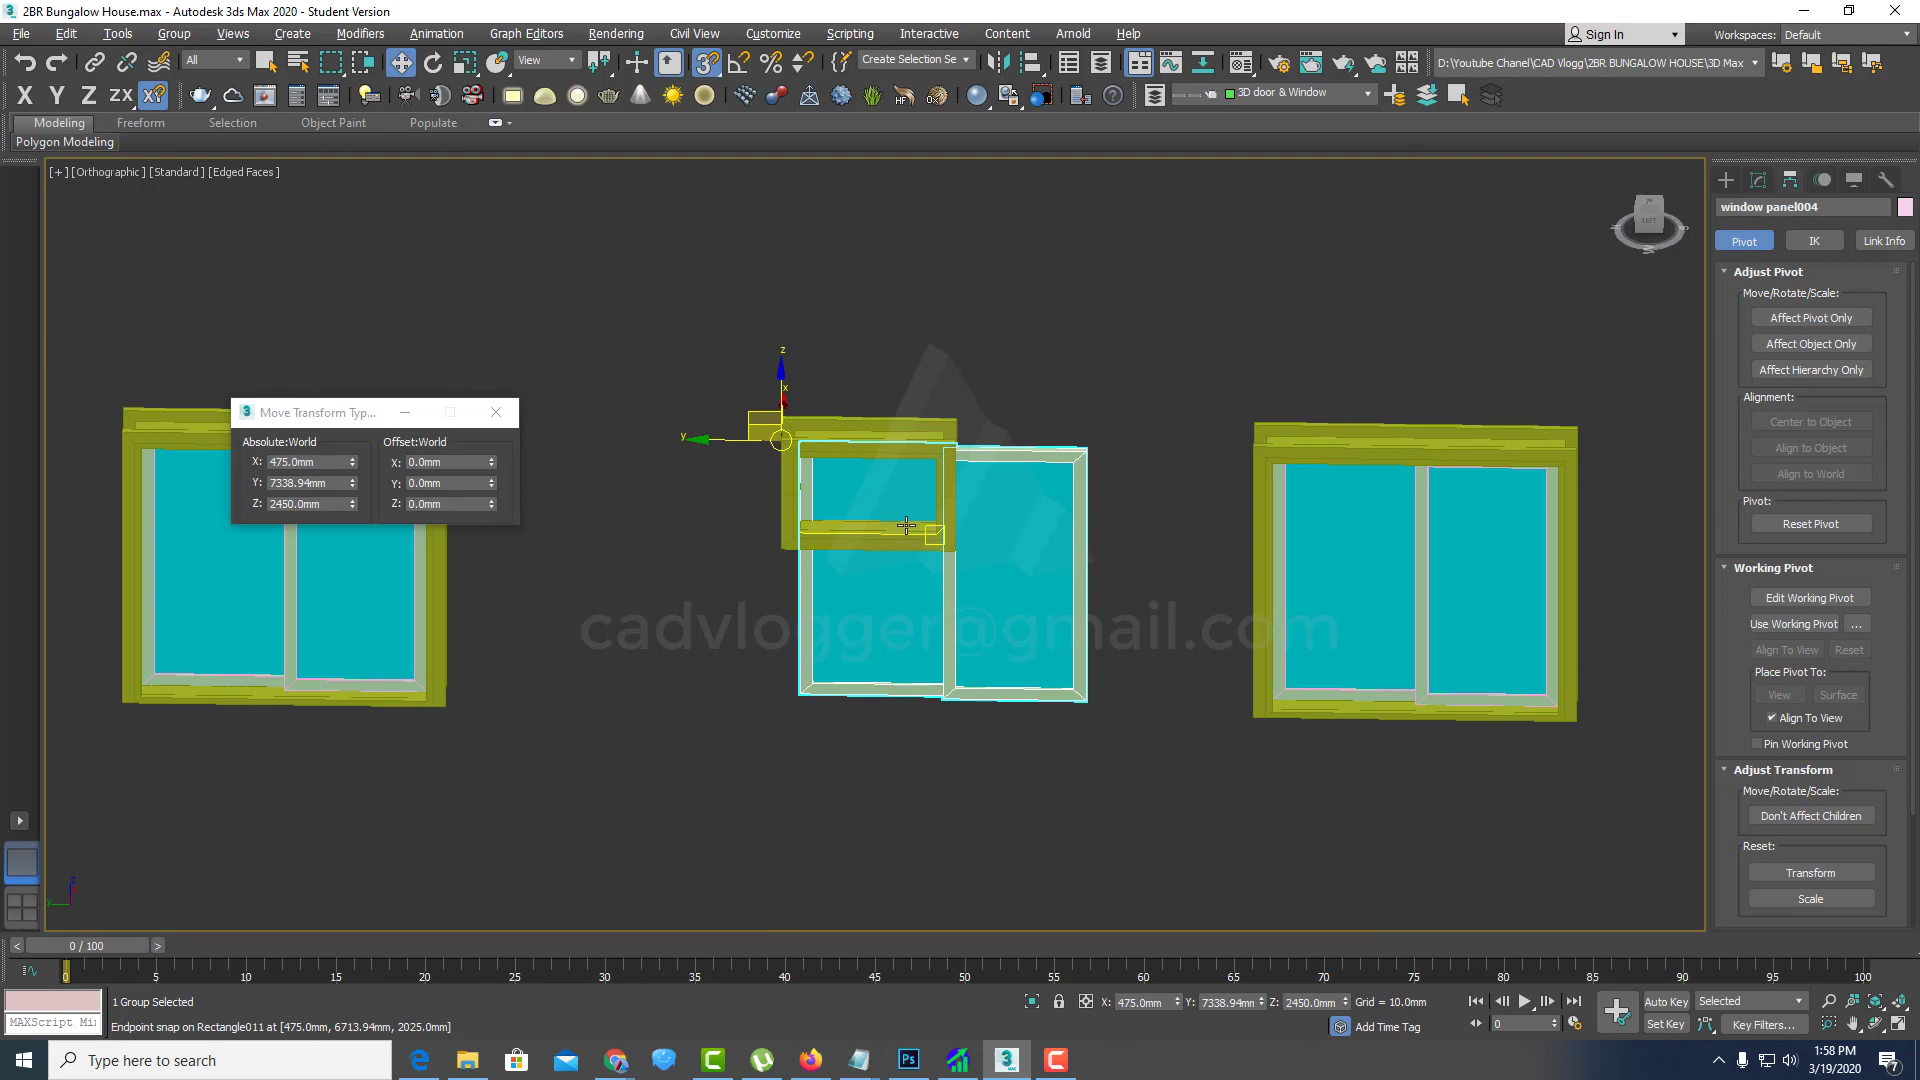 2BR Bungalow House.max - Autodesk 3ds Max 2020 - Student Version
File Edit Tools Group Views Create Modifiers Animation Graph Editors Rendering Civil View Customize Scripting Interactive Content Arnold Help Sign In Workspaces: Default
All View Create Selection Se D:\Youtube Chanel\CAD Vlogg\2BR BUNGALOW HOUSE\3D Max
X Y Z ZX XY HF 3D door & Window
Modeling Freeform Selection Object Paint Populate
Polygon Modeling
[+] [Orthographic] [Standard] [Edged Faces]
LEFT
window panel004
Pivot IK Link Info
Adjust Pivot
Move/Rotate/Scale:
Affect Pivot Only
Affect Object Only
Affect Hierarchy Only
Alignment:
Center to Object
Align to Object
Align to World
Pivot:
Reset Pivot
Working Pivot
Edit Working Pivot
Use Working Pivot ...
Align To View Reset
Place Pivot To:
View Surface
Align To View
Pin Working Pivot
Adjust Transform
Move/Rotate/Scale:
Don't Affect Children
Reset:
Transform
Scale
Move Transform Typ...
Absolute:World Offset:World
X: 475.0mm X: 0.0mm
Y: 7338.94mm Y: 0.0mm
Z: 2450.0mm Z: 0.0mm
z
x
y
cadvlogger@gmail.com
z
y
0 / 100
0 5 10 15 20 25 30 35 40 45 50 55 60 65 70 75 80 85 90 95 100
1 Group Selected X: 475.0mm Y: 7338.94mm Z: 2450.0mm Grid = 10.0mm Auto Key Selected
MAXScript Mi Endpoint snap on Rectangle011 at [475.0mm, 6713.94mm, 2025.0mm] Add Time Tag 0 Set Key Key Filters...
Type here to search
Ps
3
MAX
1:58 PM
3/19/2020
7